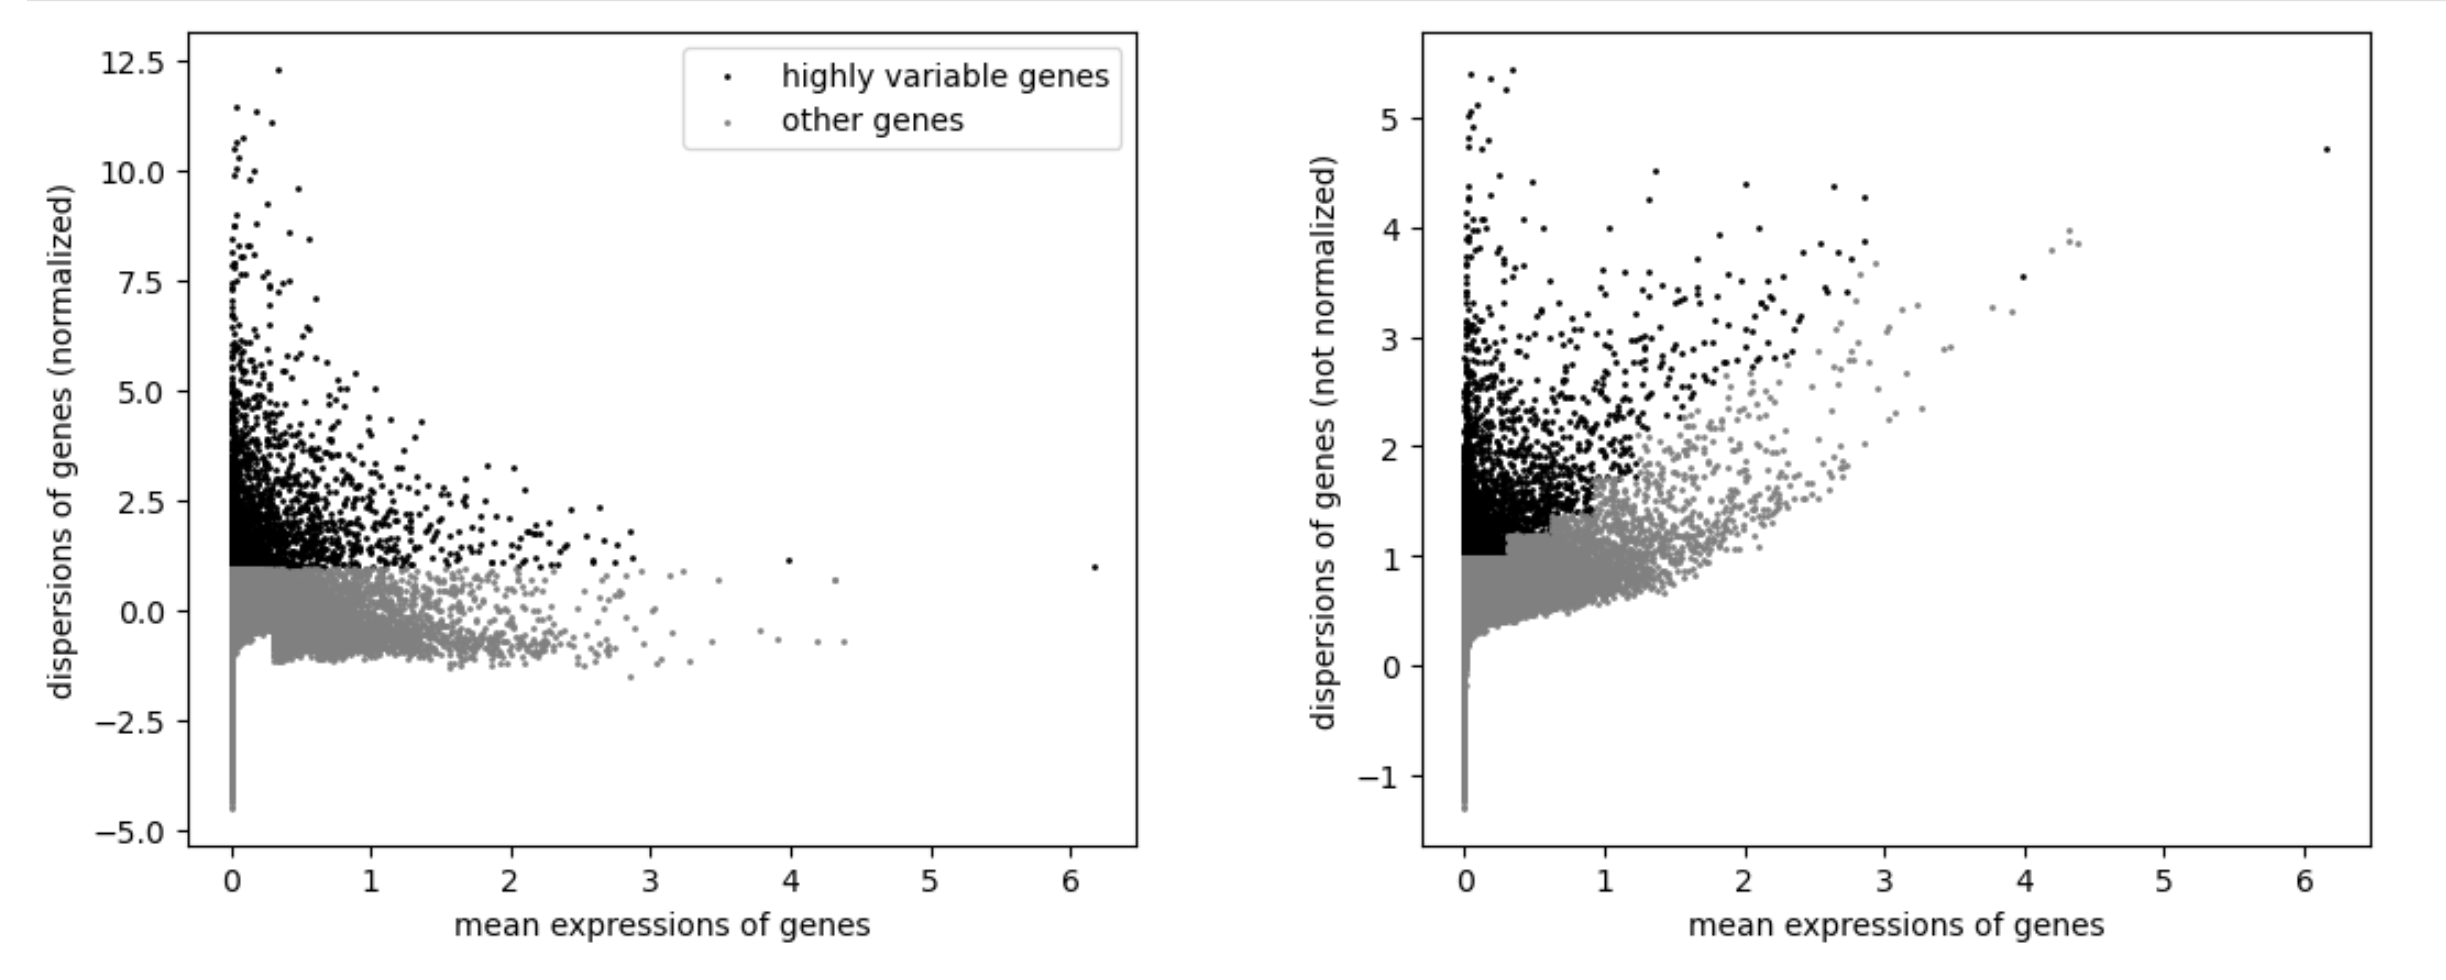 dispersions of genes (normalized)
12.5
10.0
7.5
5.0
2.5
0.0
−2.5
−5.0
highly variable genes
other genes
0 1 2 3 4 5 6
mean expressions of genes
dispersions of genes (not normalized)
5
4
3
2
1
0
−1
0 1 2 3 4 5 6
mean expressions of genes